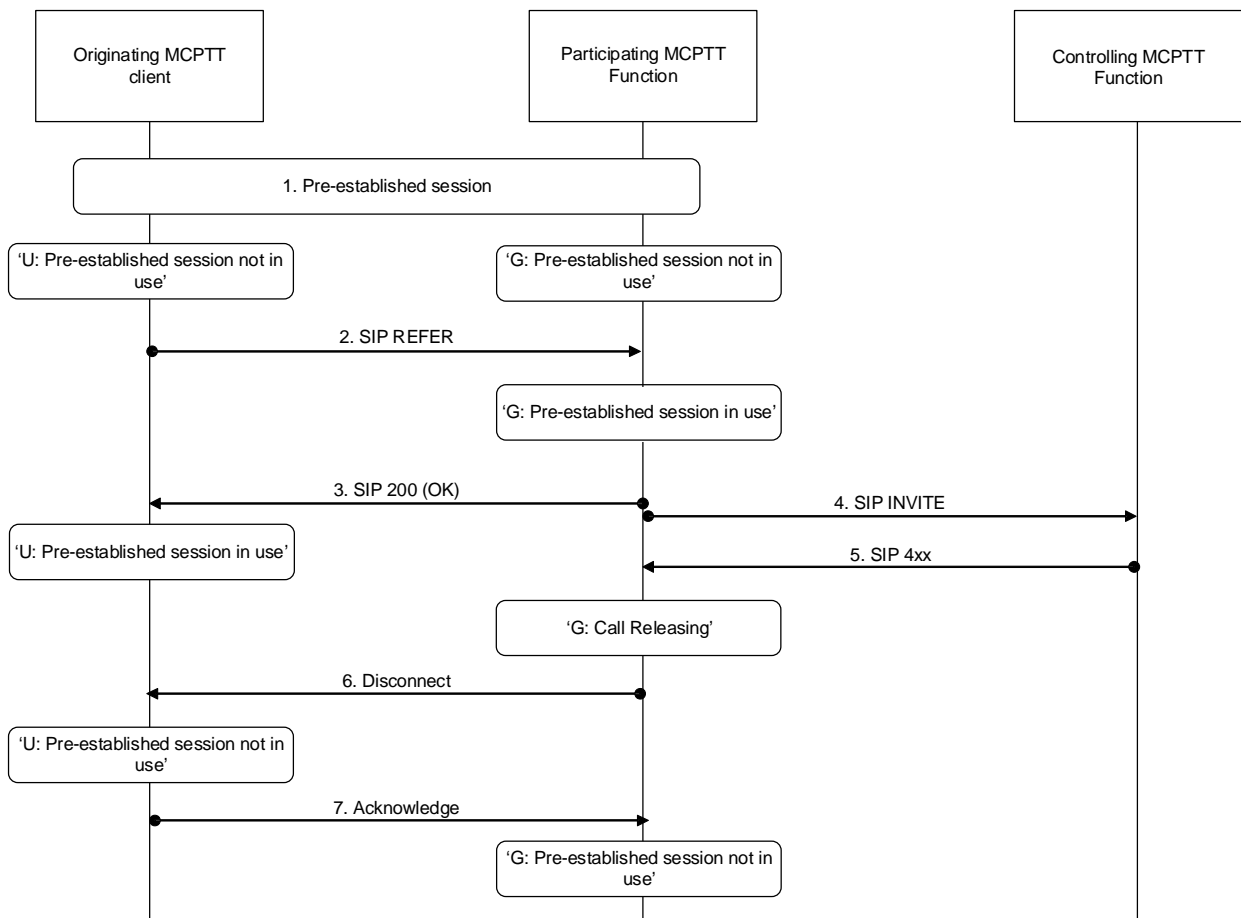 Originating MCPTT
client
Participating MCPTT
Function
Controlling MCPTT
Function
1. Pre-established session
‘U: Pre-established session not in
use’
‘G: Pre-established session not in
use’
2. SIP REFER
‘G: Pre-established session in use’
3. SIP 200 (OK)
4. SIP INVITE
‘U: Pre-established session in use’
5. SIP 4xx
‘G: Call Releasing’
6. Disconnect
‘U: Pre-established session not in
use’
7. Acknowledge
‘G: Pre-established session not in
use’